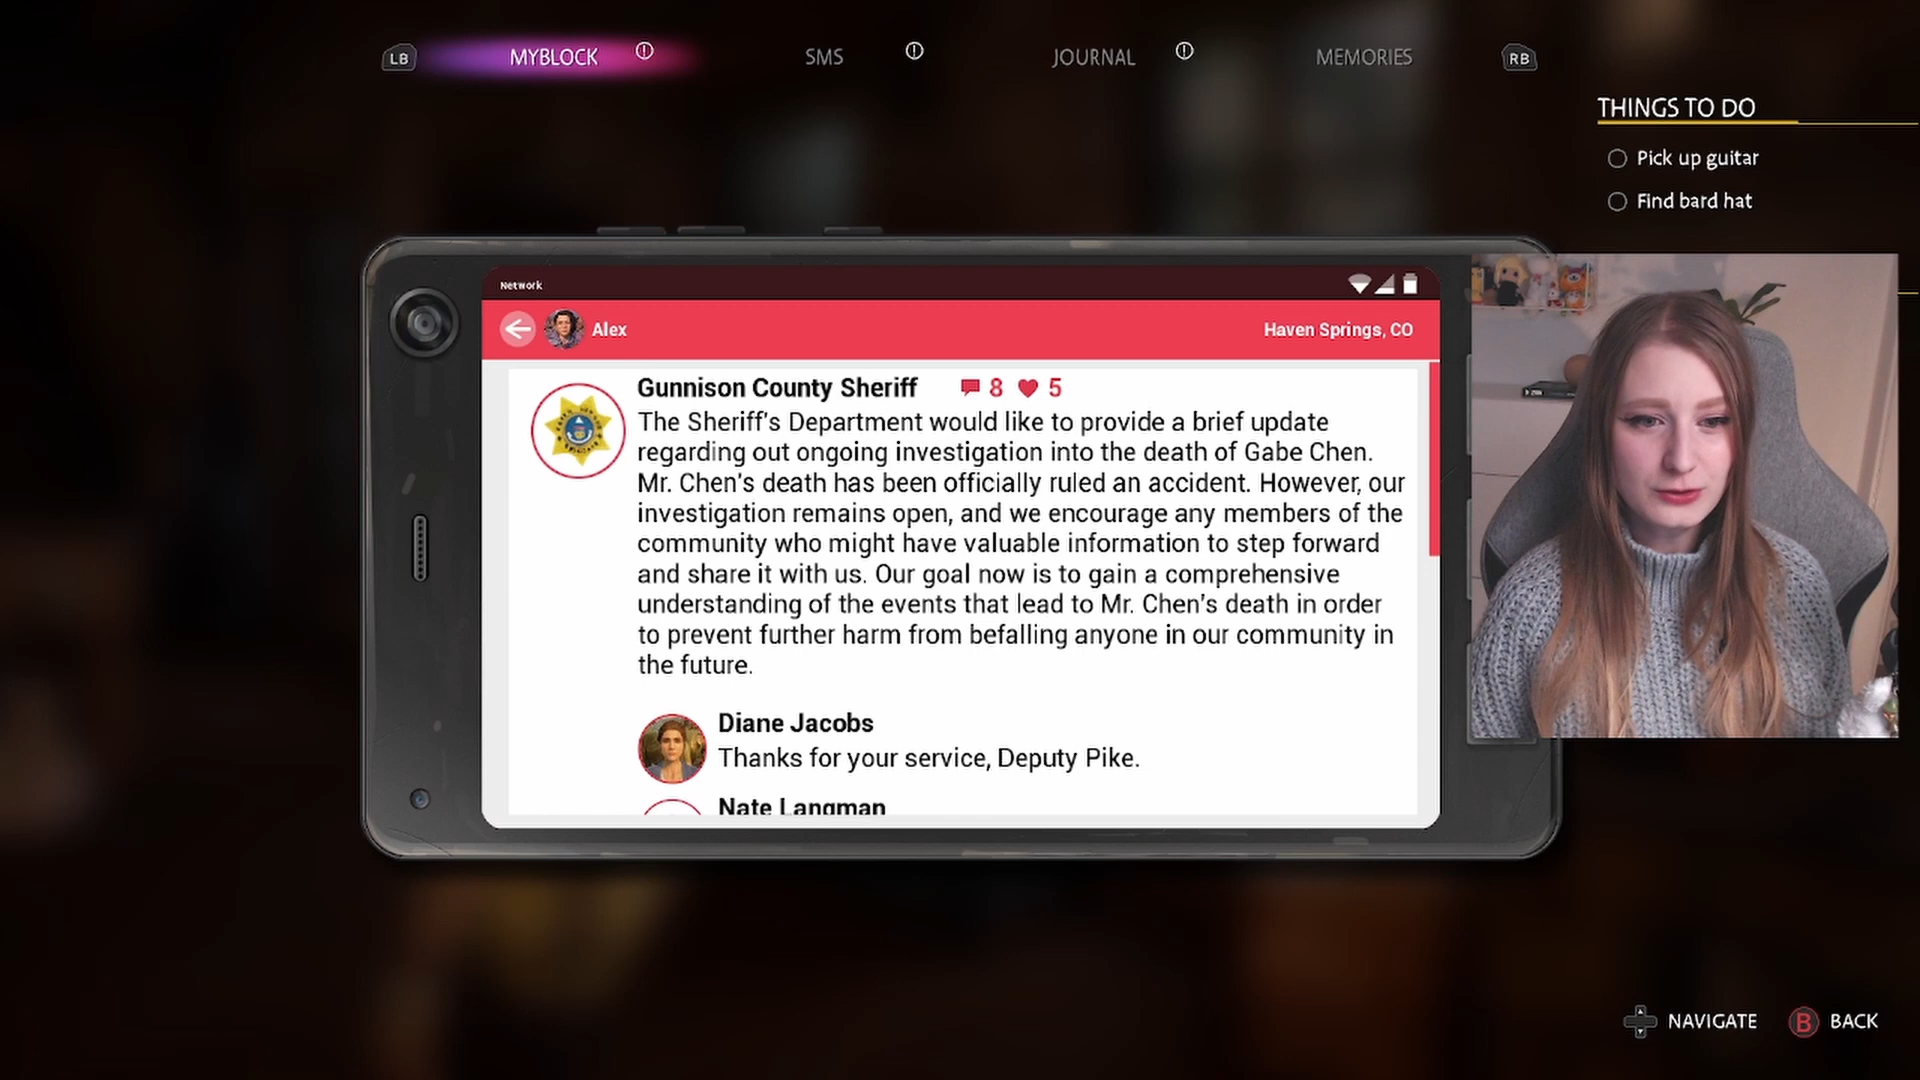 LB
MYBLOCK
SMS
JOURNAL
MEMORIES
RB
THINGS TO DO
Pick up guitar
Find bard hat
Network
Alex
Haven Springs, CO
Gunnison County Sheriff 8 5
The Sheriff's Department would like to provide a brief update
regarding out ongoing investigation into the death of Gabe Chen.
Mr. Chen's death has been officially ruled an accident. However, our
investigation remains open, and we encourage any members of the
community who might have valuable information to step forward
and share it with us. Our goal now is to gain a comprehensive
understanding of the events that lead to Mr. Chen's death in order
to prevent further harm from befalling anyone in our community in
the future.
Diane Jacobs
Thanks for your service, Deputy Pike.
Nate Langman
NAVIGATE
B BACK